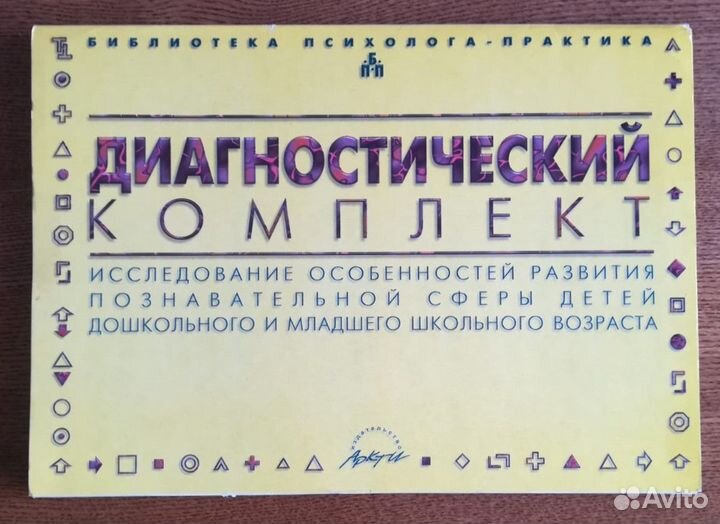 БИБЛИОТЕКА ПСИХОЛОГА-ПРАКТИКА
.Б.
П·П
ДИАГНОСТИЧЕСКИЙ
КОМПЛЕКТ
ИССЛЕДОВАНИЕ ОСОБЕННОСТЕЙ РАЗВИТИЯ
ПОЗНАВАТЕЛЬНОЙ СФЕРЫ ДЕТЕЙ
ДОШКОЛЬНОГО И МЛАДШЕГО ШКОЛЬНОГО ВОЗРАСТА
ИЗДАТЕЛЬСТВО
АРКТИ
Avito